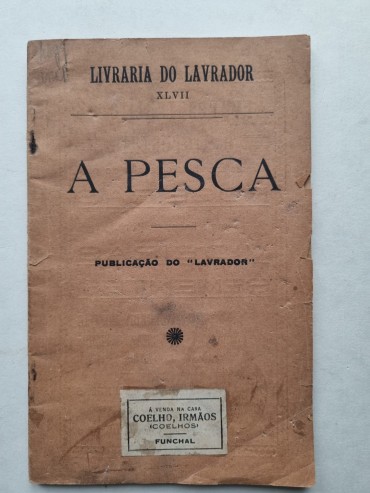 LIVRARIA DO LAVRADOR
XLVII
A PESCA
PUBLICAÇÃO DO "LAVRADOR"
Á VENDA NA CASA
COELHO, IRMÃOS
(COELHOS)
FUNCHAL